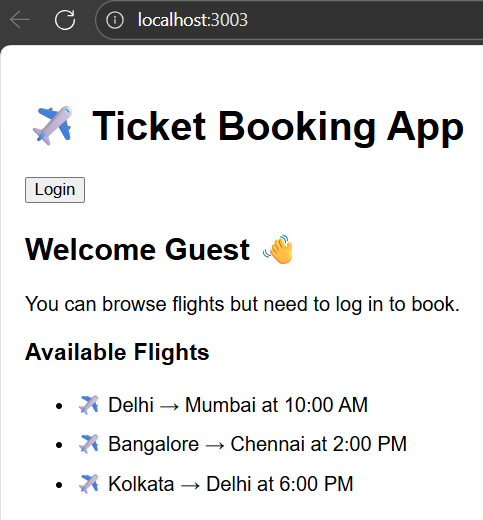 localhost:3003
✈️ Ticket Booking App
Login
Welcome Guest 👋
You can browse flights but need to log in to book.
Available Flights
• ✈️ Delhi → Mumbai at 10:00 AM
• ✈️ Bangalore → Chennai at 2:00 PM
• ✈️ Kolkata → Delhi at 6:00 PM